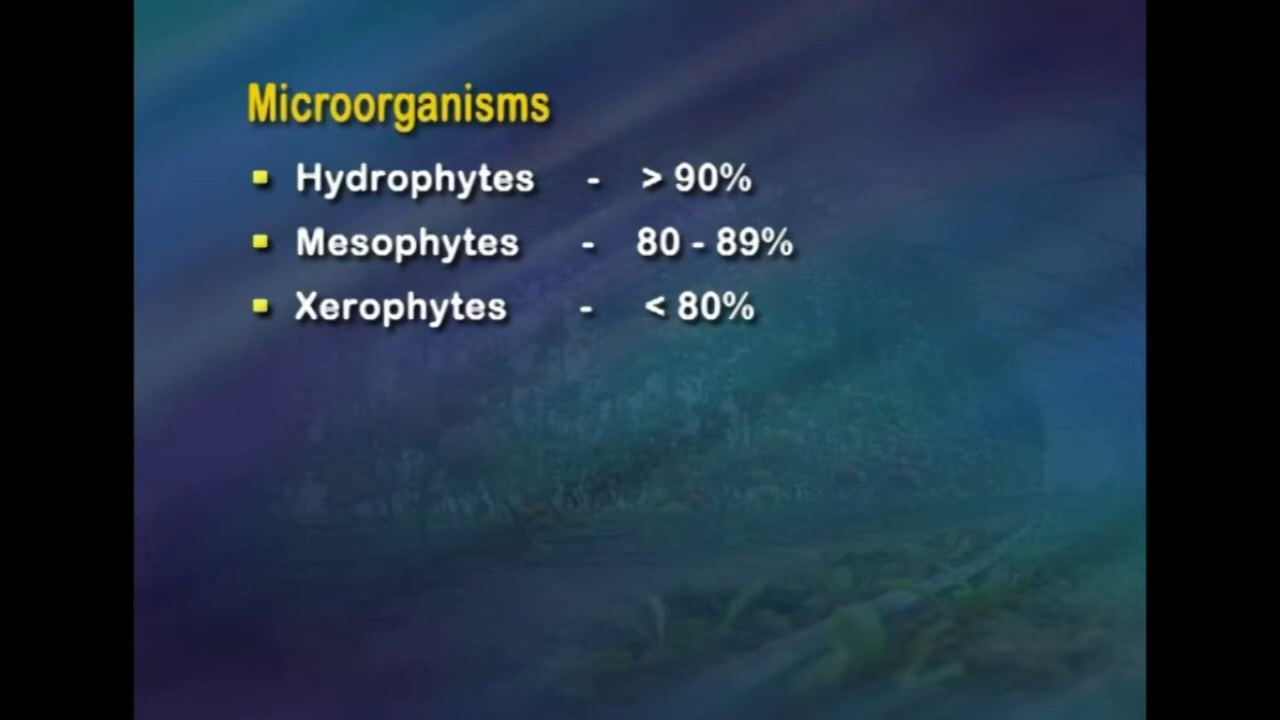 Microorganisms
▪ Hydrophytes - > 90%
▪ Mesophytes - 80 - 89%
▪ Xerophytes - < 80%